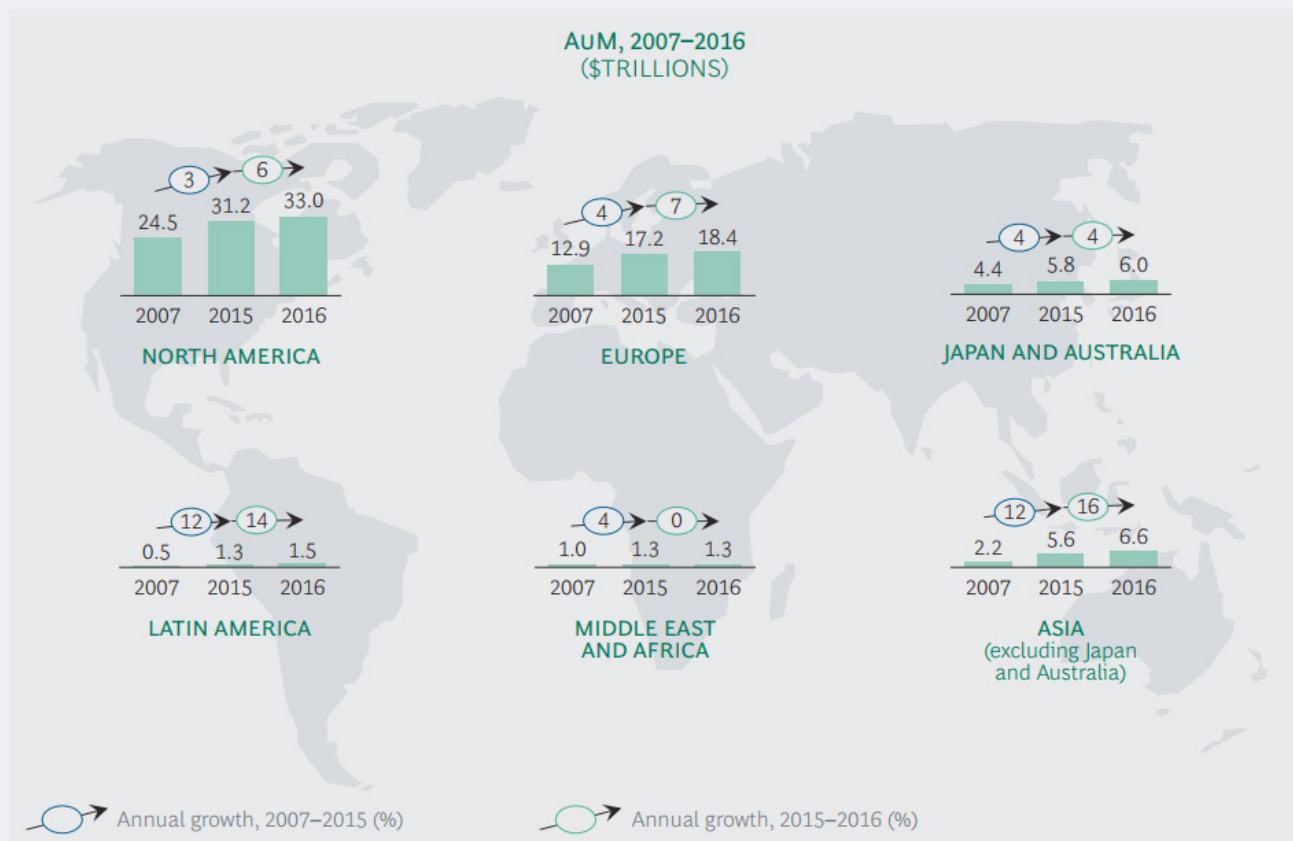 AUM, 2007–2016
($TRILLIONS)
3 6
24.5 31.2 33.0
2007 2015 2016
NORTH AMERICA
4 7
12.9 17.2 18.4
2007 2015 2016
EUROPE
4 4
4.4 5.8 6.0
2007 2015 2016
JAPAN AND AUSTRALIA
12 14
0.5 1.3 1.5
2007 2015 2016
LATIN AMERICA
4 0
1.0 1.3 1.3
2007 2015 2016
MIDDLE EAST
AND AFRICA
12 16
2.2 5.6 6.6
2007 2015 2016
ASIA
(excluding Japan
and Australia)
Annual growth, 2007–2015 (%)
Annual growth, 2015–2016 (%)